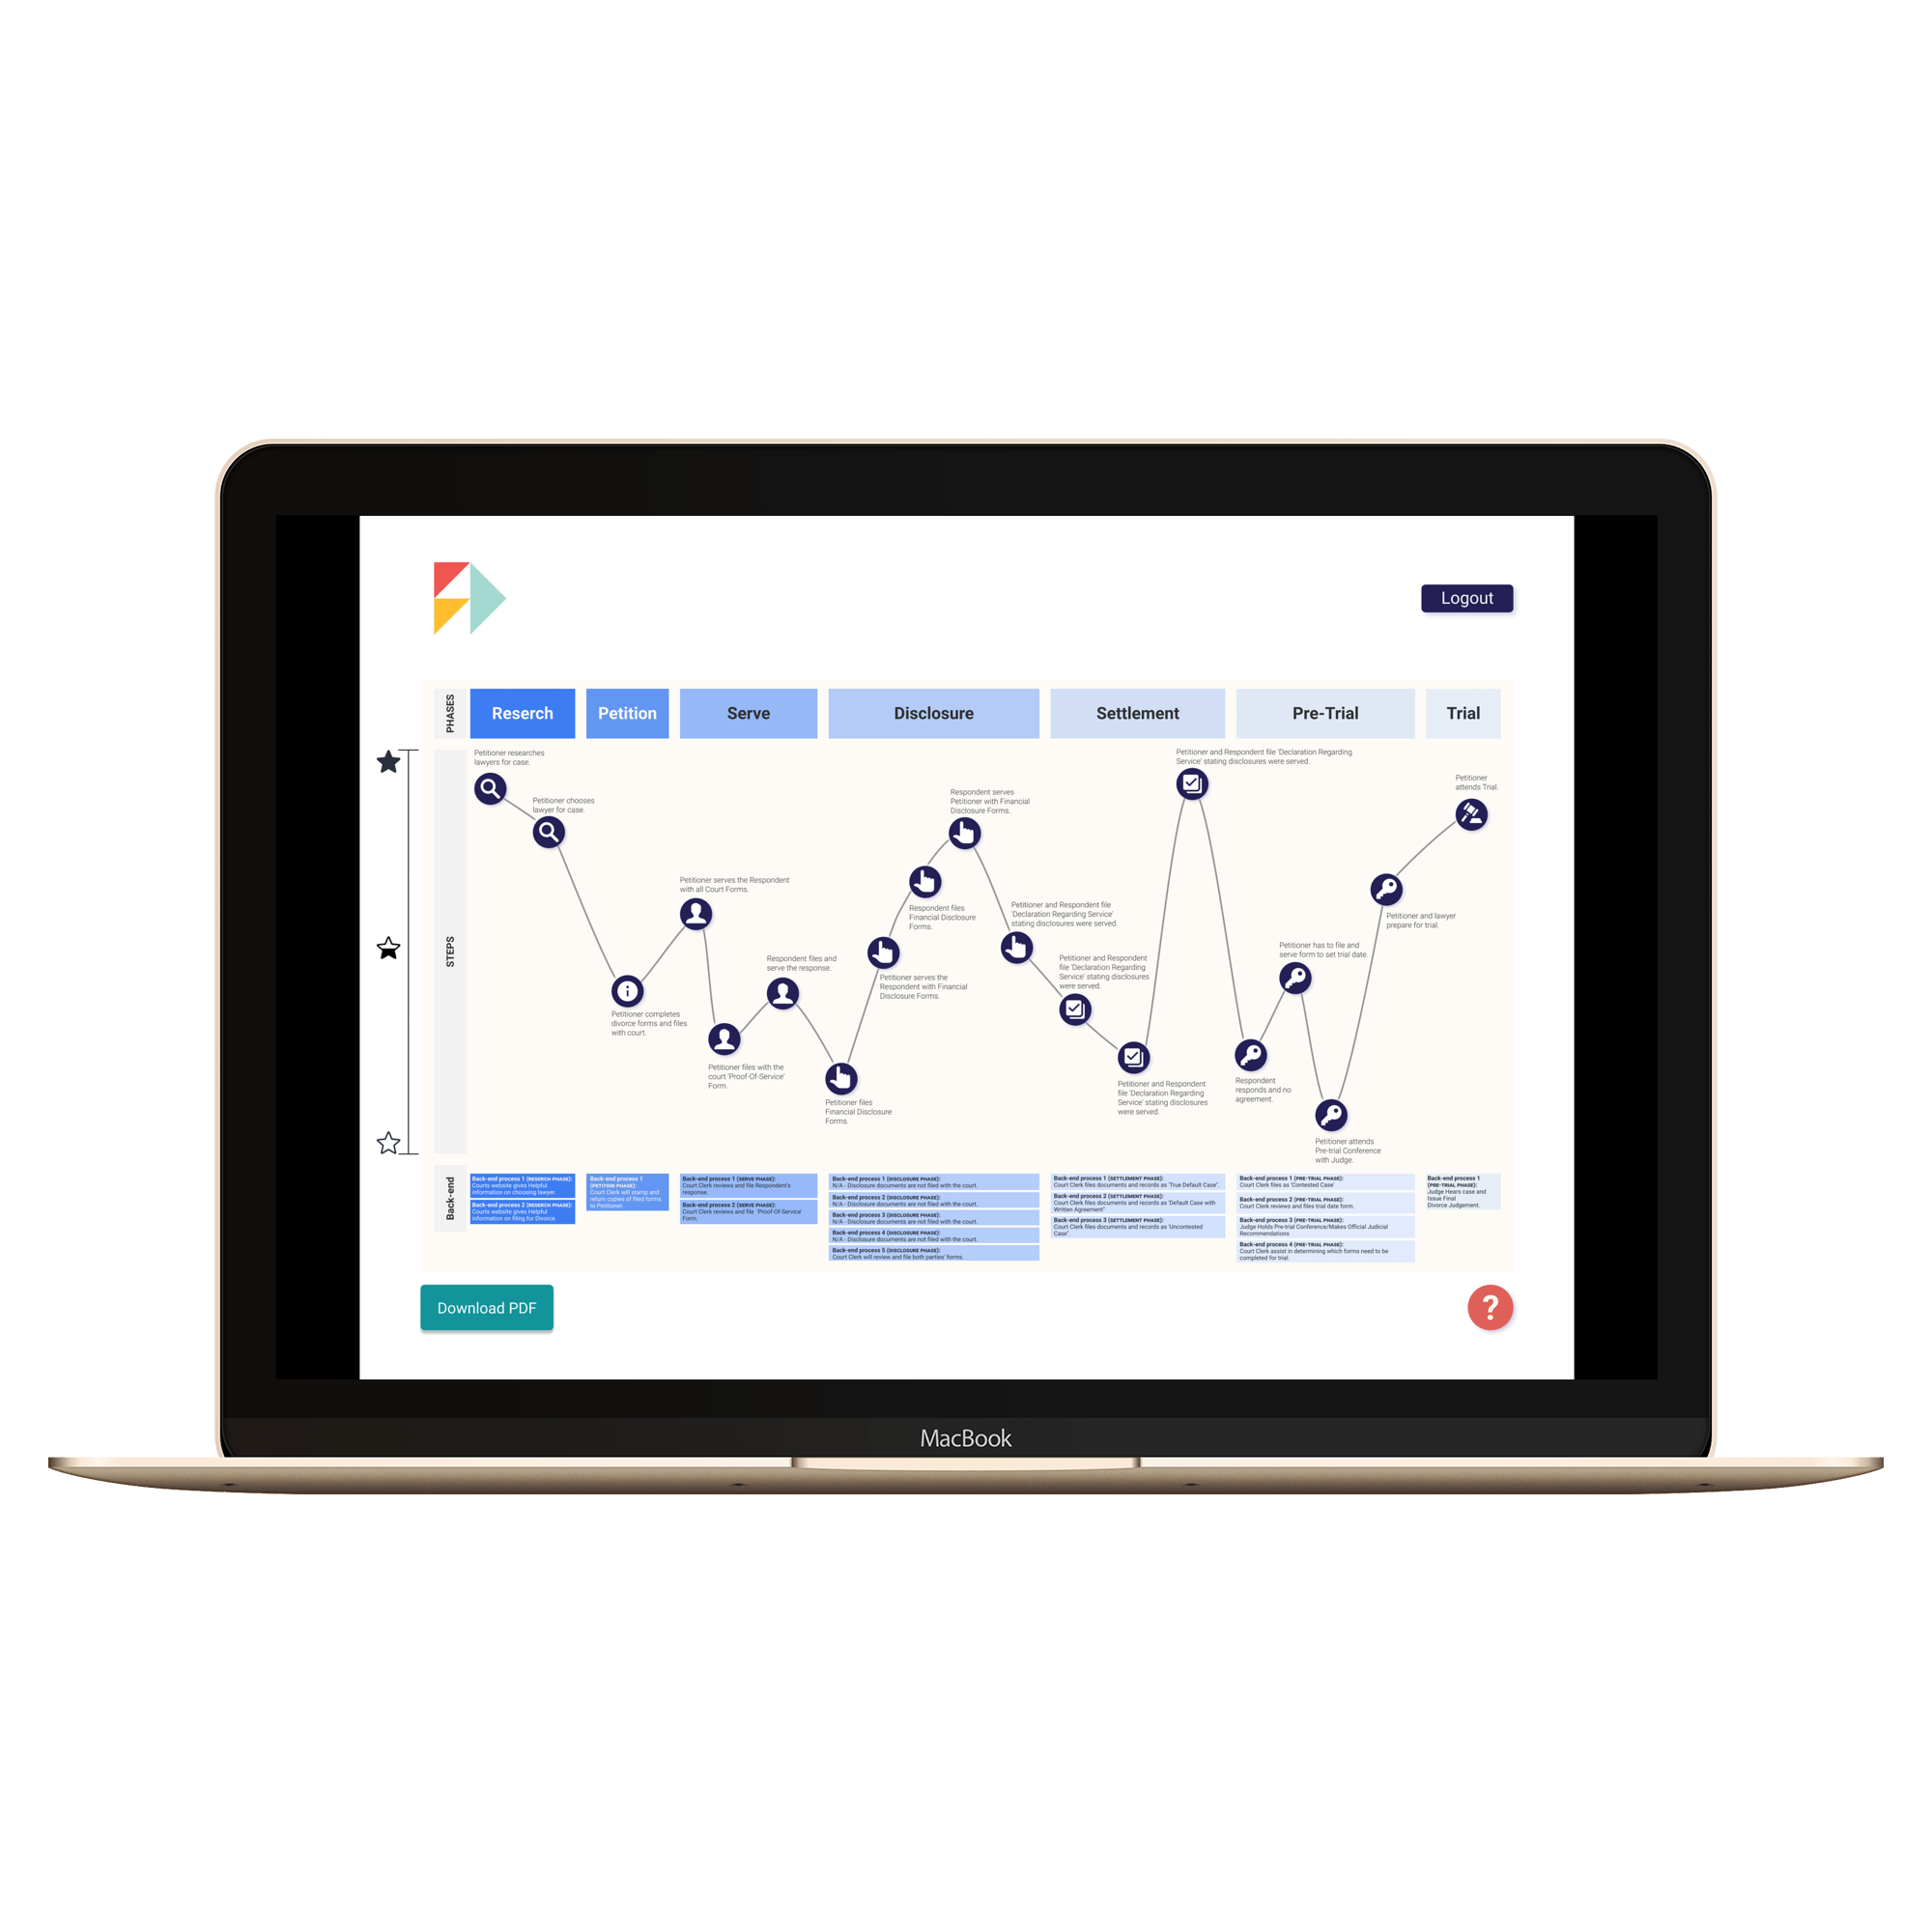 Logout
PHASES
Reserch
Petition
Serve
Disclosure
Settlement
Pre-Trial
Trial
STEPS
Petitioner researches
lawyers for case.
Petitioner chooses
lawyer for case.
Petitioner completes
divorce forms and files
with court.
Petitioner serves the Respondent
with all Court Forms.
Petitioner files with the
court 'Proof-Of-Service'
Form.
Respondent files and
serve the response.
Petitioner files
Financial Disclosure
Forms.
Petitioner serves the
Respondent with Financial
Disclosure Forms.
Respondent files
Financial Disclosure
Forms.
Respondent serves
Petitioner with Financial
Disclosure Forms.
Petitioner and Respondent file
'Declaration Regarding Service'
stating disclosures were served.
Petitioner and Respondent
file 'Declaration Regarding
Service' stating disclosures
were served.
Petitioner and Respondent
file 'Declaration Regarding
Service' stating disclosures
were served.
Petitioner and Respondent file 'Declaration Regarding
Service' stating disclosures were served.
Respondent
responds and no
agreement.
Petitioner has to file and
serve form to set trial date.
Petitioner attends
Pre-trial Conference
with Judge.
Petitioner and lawyer
prepare for trial.
Petitioner
attends Trial.
Back-end
Back-end process 1 (RESERCH PHASE):
Courts website gives Helpful
information on choosing lawyer.
Back-end process 2 (RESERCH PHASE):
Courts website gives Helpful
information on filing for Divorce.
Back-end process 1
(PETITION PHASE):
Court Clerk will stamp and
return copies of filed forms
to Petitioner.
Back-end process 1 (SERVE PHASE):
Court Clerk reviews and file Respondent's
response.
Back-end process 2 (SERVE PHASE):
Court Clerk reviews and file 'Proof-Of-Service'
Form.
Back-end process 1 (DISCLOSURE PHASE):
N/A - Disclosure documents are not filed with the court.
Back-end process 2 (DISCLOSURE PHASE):
N/A - Disclosure documents are not filed with the court.
Back-end process 3 (DISCLOSURE PHASE):
N/A - Disclosure documents are not filed with the court.
Back-end process 4 (DISCLOSURE PHASE):
N/A - Disclosure documents are not filed with the court.
Back-end process 5 (DISCLOSURE PHASE):
Court Clerk will review and file both parties' forms.
Back-end process 1 (SETTLEMENT PHASE):
Court Clerk files documents and records as "True Default Case".
Back-end process 2 (SETTLEMENT PHASE):
Court Clerk files documents and records as 'Default Case with
Written Agreement"
Back-end process 3 (SETTLEMENT PHASE):
Court Clerk files documents and records as 'Uncontested
Case'.
Back-end process 1 (PRE-TRIAL PHASE):
Court Clerk files as 'Contested Case'
Back-end process 2 (PRE-TRIAL PHASE):
Court Clerk reviews and files trial date form.
Back-end process 3 (PRE-TRIAL PHASE):
Judge Holds Pre-trial Conference/Makes Official Judicial
Recommendations
Back-end process 4 (PRE-TRIAL PHASE):
Court Clerk assist in determining which forms need to be
completed for trial.
Back-end process 1
(PRE-TRIAL PHASE):
Judge Hears case and
Issue Final
Divorce Judgement.
Download PDF
?
MacBook